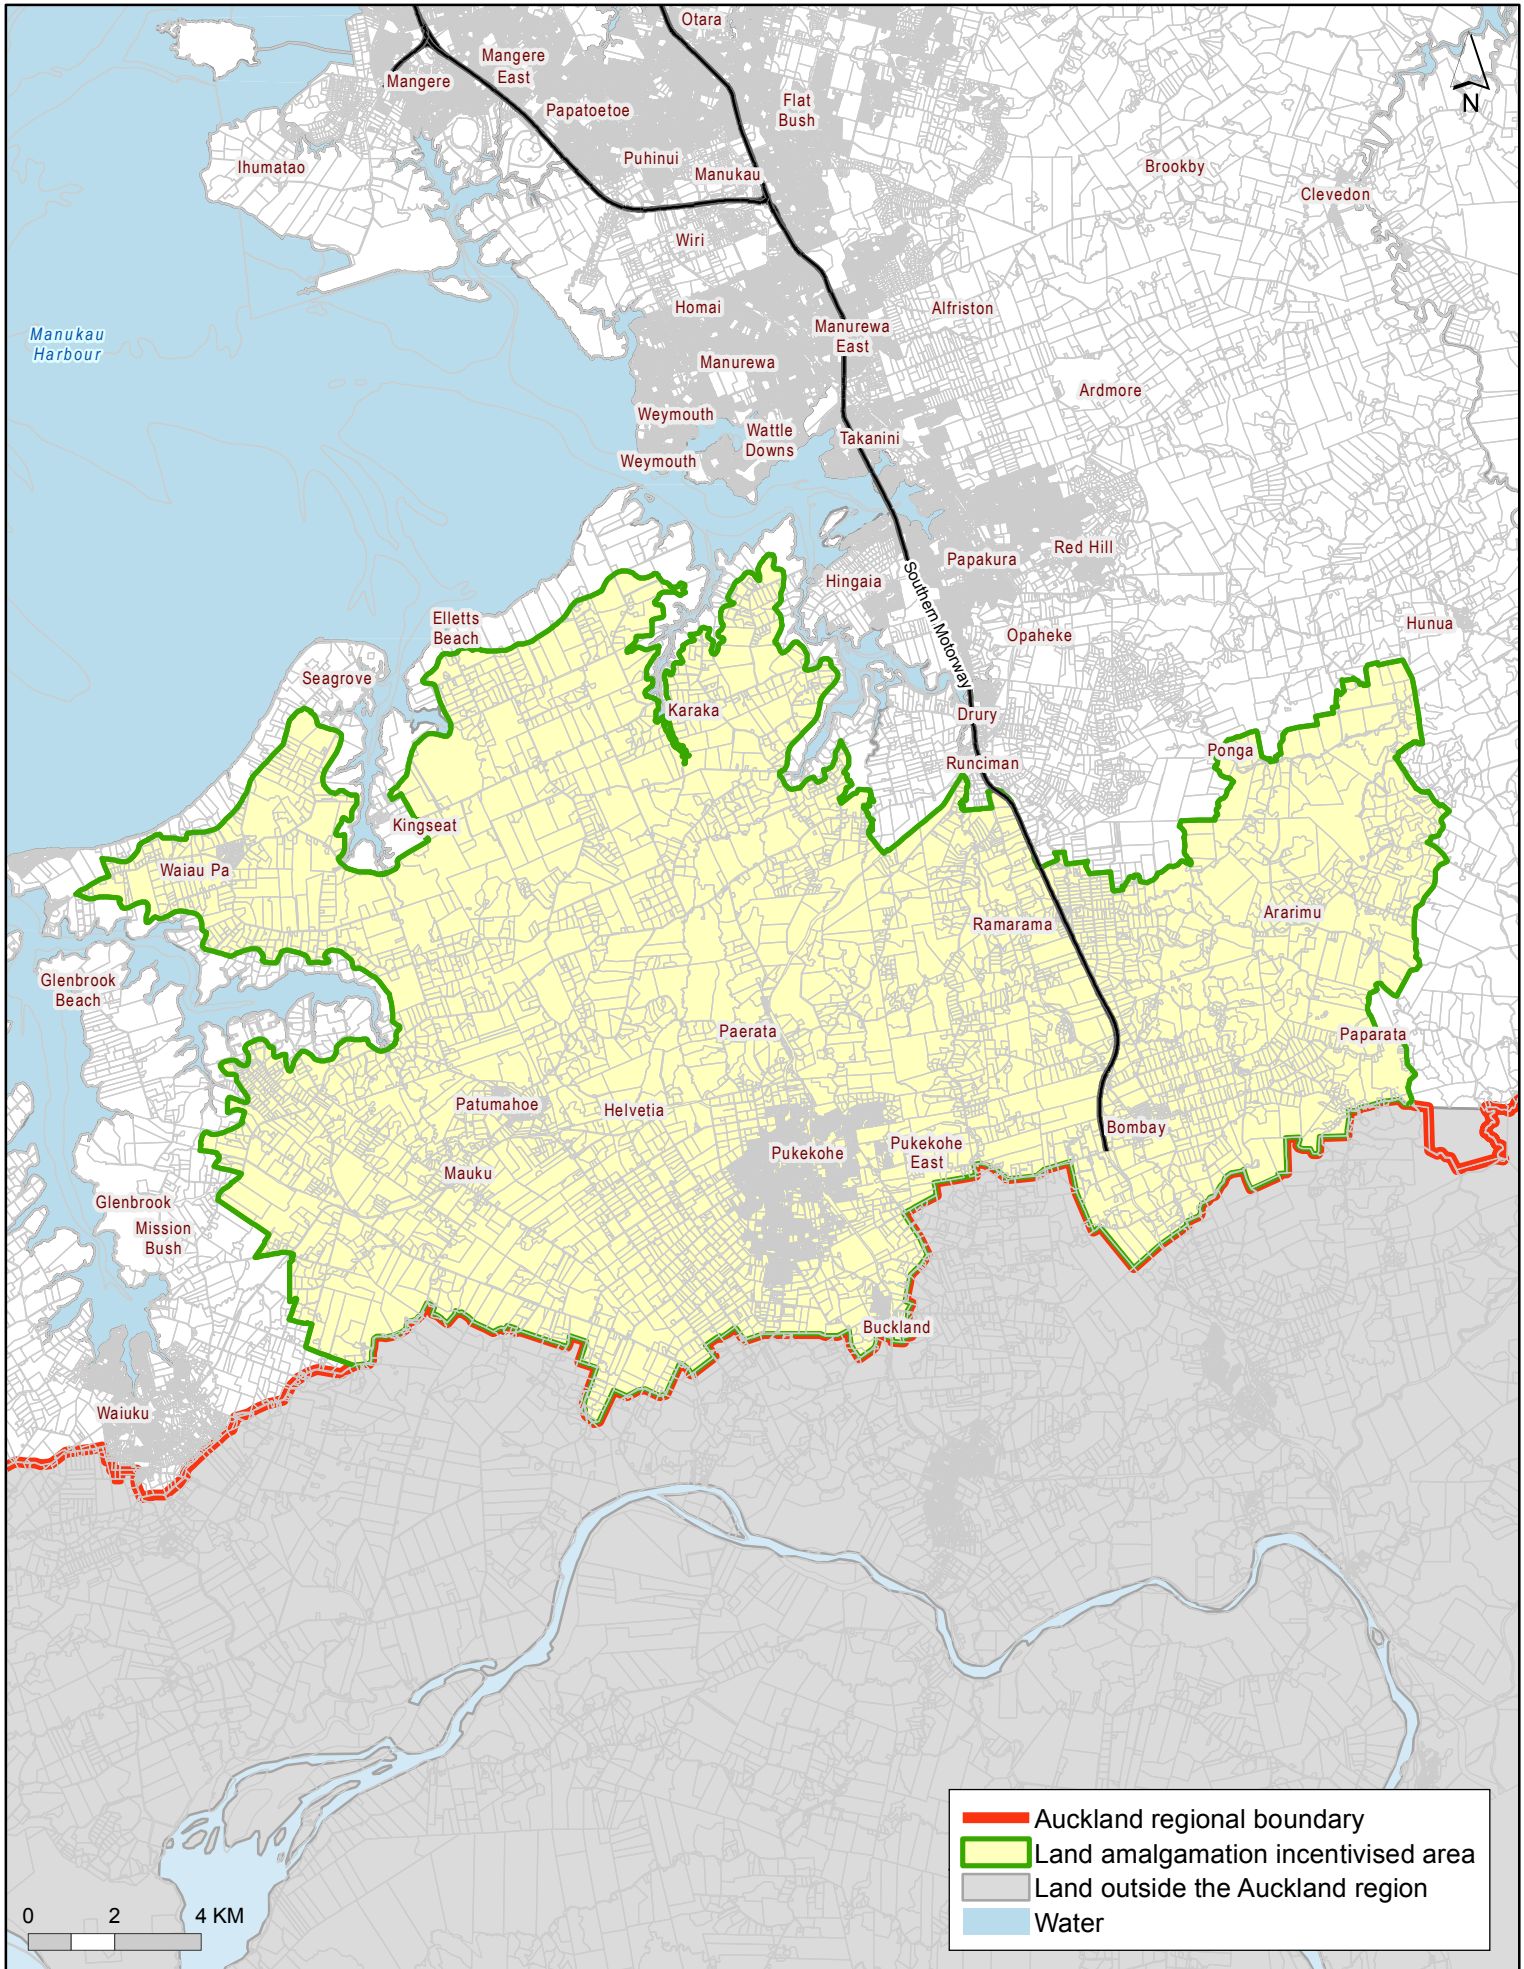 Otara
Mangere
East
Mangere
Papatoetoe
Flat
Bush
N
Ihumatao
Puhinui
Manukau
Brookby
Clevedon
Wiri
Homai
Alfriston
Manukau
Harbour
Manurewa
East
Manurewa
Ardmore
Weymouth
Wattle
Downs
Takanini
Weymouth
Red Hill
Papakura
Hingaia
Southern Motorway
Elletts
Beach
Opaheke
Hunua
Seagrove
Karaka
Drury
Ponga
Runciman
Kingseat
Waiau Pa
Ararimu
Ramarama
Glenbrook
Beach
Paerata
Paparata
Patumahoe
Helvetia
Bombay
Pukekohe
Pukekohe
East
Mauku
Glenbrook
Mission
Bush
Buckland
Waiuku
Auckland regional boundary
Land amalgamation incentivised area
Land outside the Auckland region
Water
0 2 4 KM